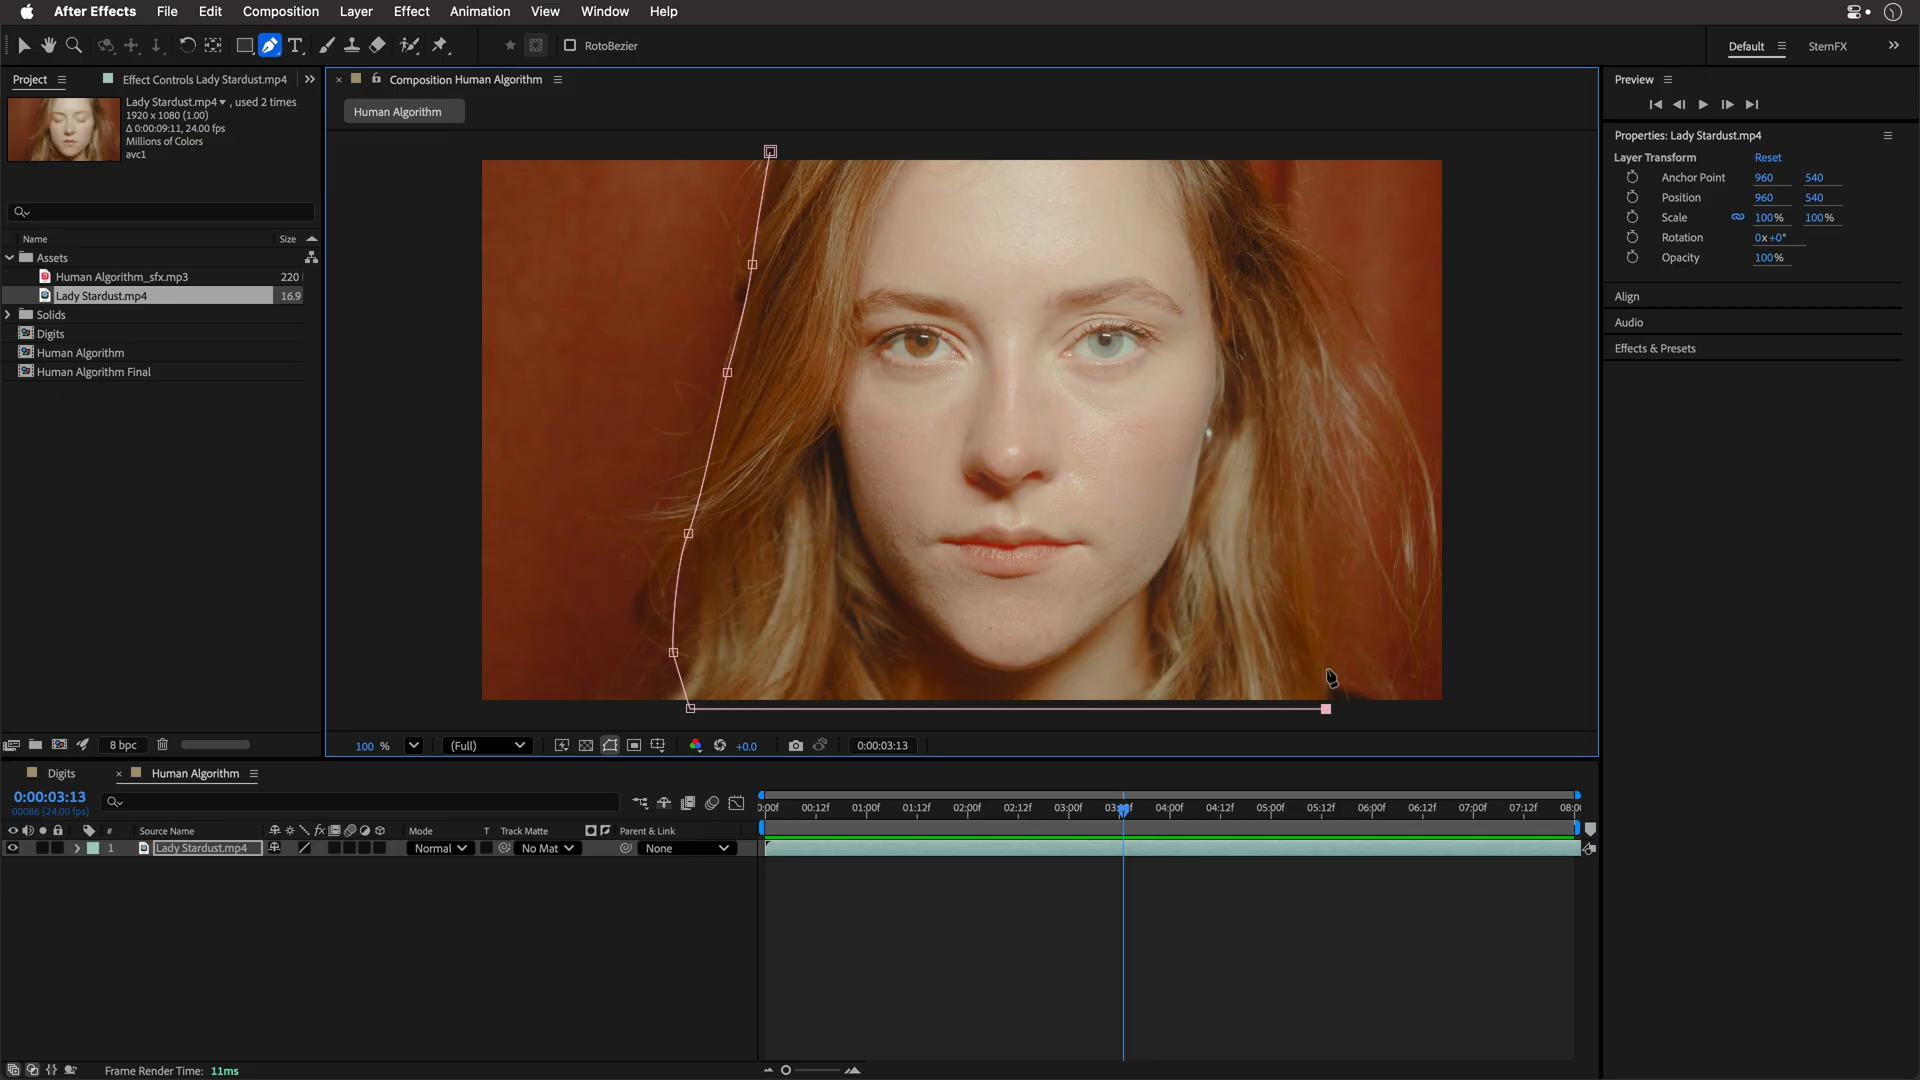 After Effects File Edit Composition Layer Effect Animation View Window Help
RotoBezier
Default
SternFX
Project
Effect Controls Lady Stardust.mp4
Lady Stardust.mp4 , used 2 times
1920 x 1080 (1.00)
Δ 0:00:09:11, 24.00 fps
Millions of Colors
avc1
Name Size
Assets
Human Algorithm_sfx.mp3 220
Lady Stardust.mp4 16.9
Solids
Digits
Human Algorithm
Human Algorithm Final
8 bpc
Composition Human Algorithm
Human Algorithm
100 %
(Full)
+0.0
0:00:03:13
Preview
Properties: Lady Stardust.mp4
Layer Transform Reset
Anchor Point 960 540
Position 960 540
Scale 100% 100%
Rotation 0x+0°
Opacity 100%
Align
Audio
Effects & Presets
Digits
Human Algorithm
0:00:03:13
00086 (24.00 fps)
# Source Name Mode T Track Matte Parent & Link
1 Lady Stardust.mp4 Normal No Mat None
00:12f 01:00f 01:12f 02:00f 02:12f 03:00f 04:00f 04:12f 05:00f 05:12f 06:00f 06:12f 07:00f 07:12f
Frame Render Time: 11ms